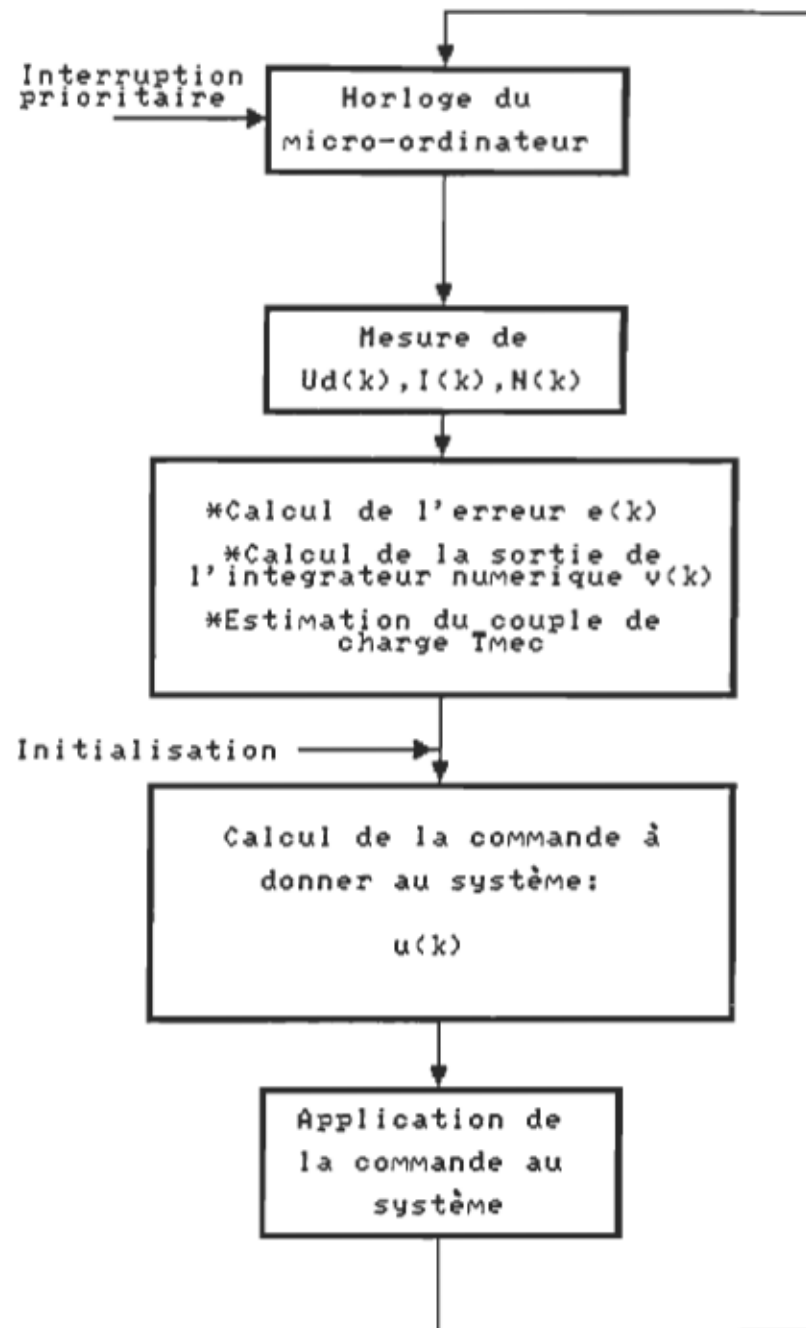 Interruption
prioritaire
Horloge du
micro-ordinateur
Mesure de
Ud(k),I(k),N(k)
*Calcul de l'erreur e(k)
*Calcul de la sortie de
l'integrateur numerique v(k)
*Estimation du couple de
charge Tmec
Initialisation
Calcul de la commande à
donner au système:
u(k)
Application de
la commande au
système